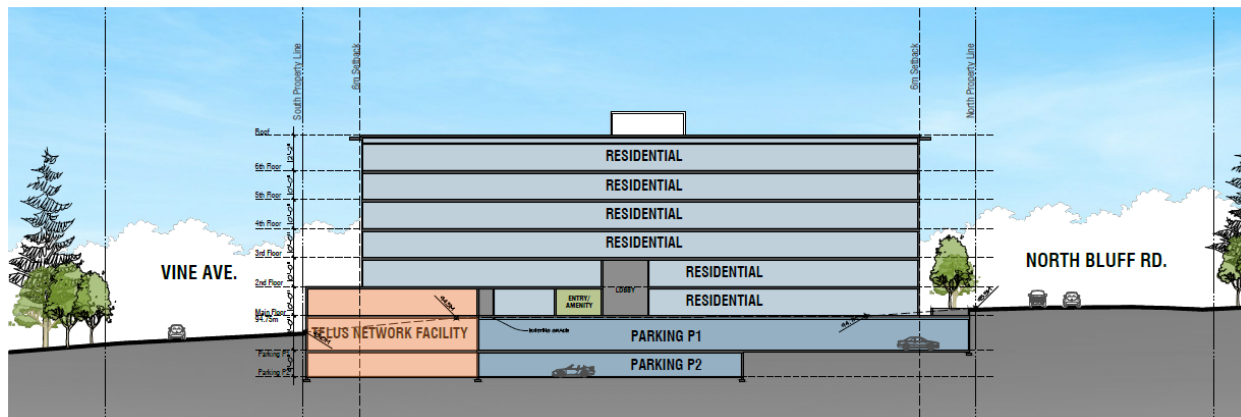 South Property Line
6m Setback
6m Setback
North Property Line
Roof
RESIDENTIAL
6th Floor
RESIDENTIAL
5th Floor
RESIDENTIAL
4th Floor
RESIDENTIAL
3rd Floor
VINE AVE.
NORTH BLUFF RD.
RESIDENTIAL
LOBBY
2nd Floor
ENTRY/
AMENITY
RESIDENTIAL
Main Floor
94.75m
TELUS NETWORK FACILITY
PARKING P1
Parking P1
PARKING P2
Parking P2